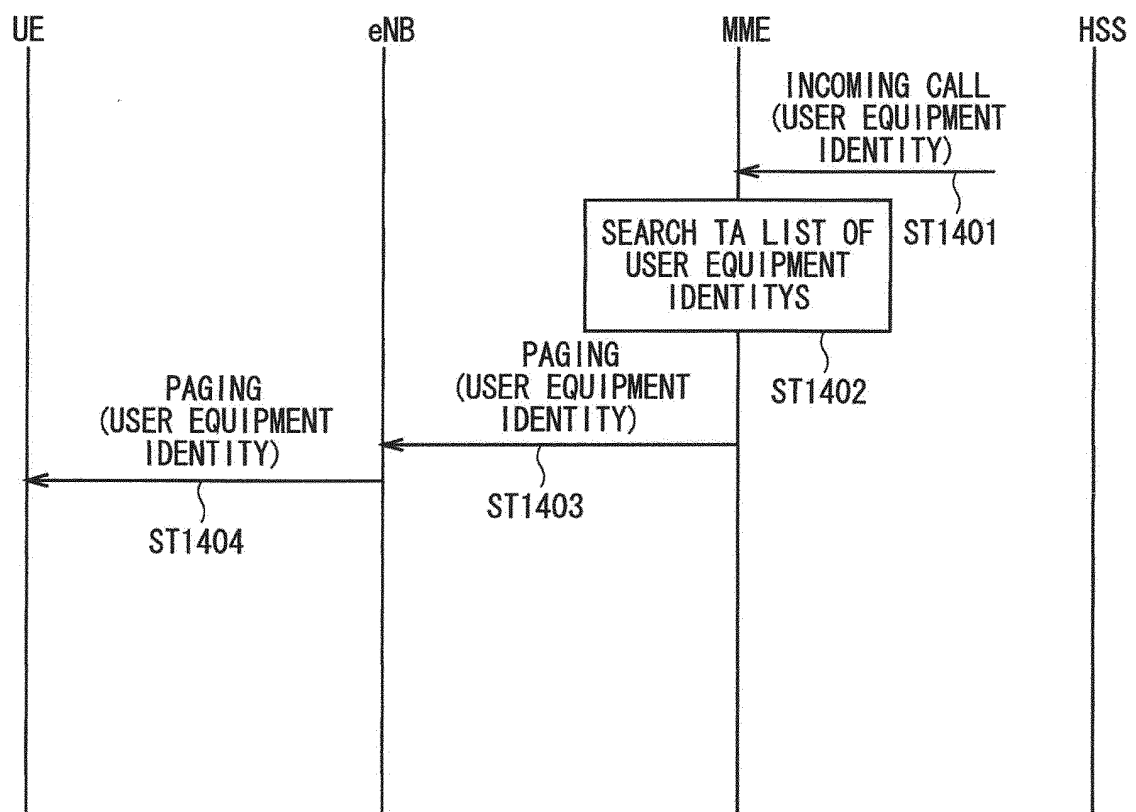 UE
eNB
MME
HSS
INCOMING CALL
(USER EQUIPMENT
IDENTITY)
ST1401
SEARCH TA LIST OF
USER EQUIPMENT
IDENTITYS
ST1402
PAGING
(USER EQUIPMENT
IDENTITY)
ST1403
PAGING
(USER EQUIPMENT
IDENTITY)
ST1404